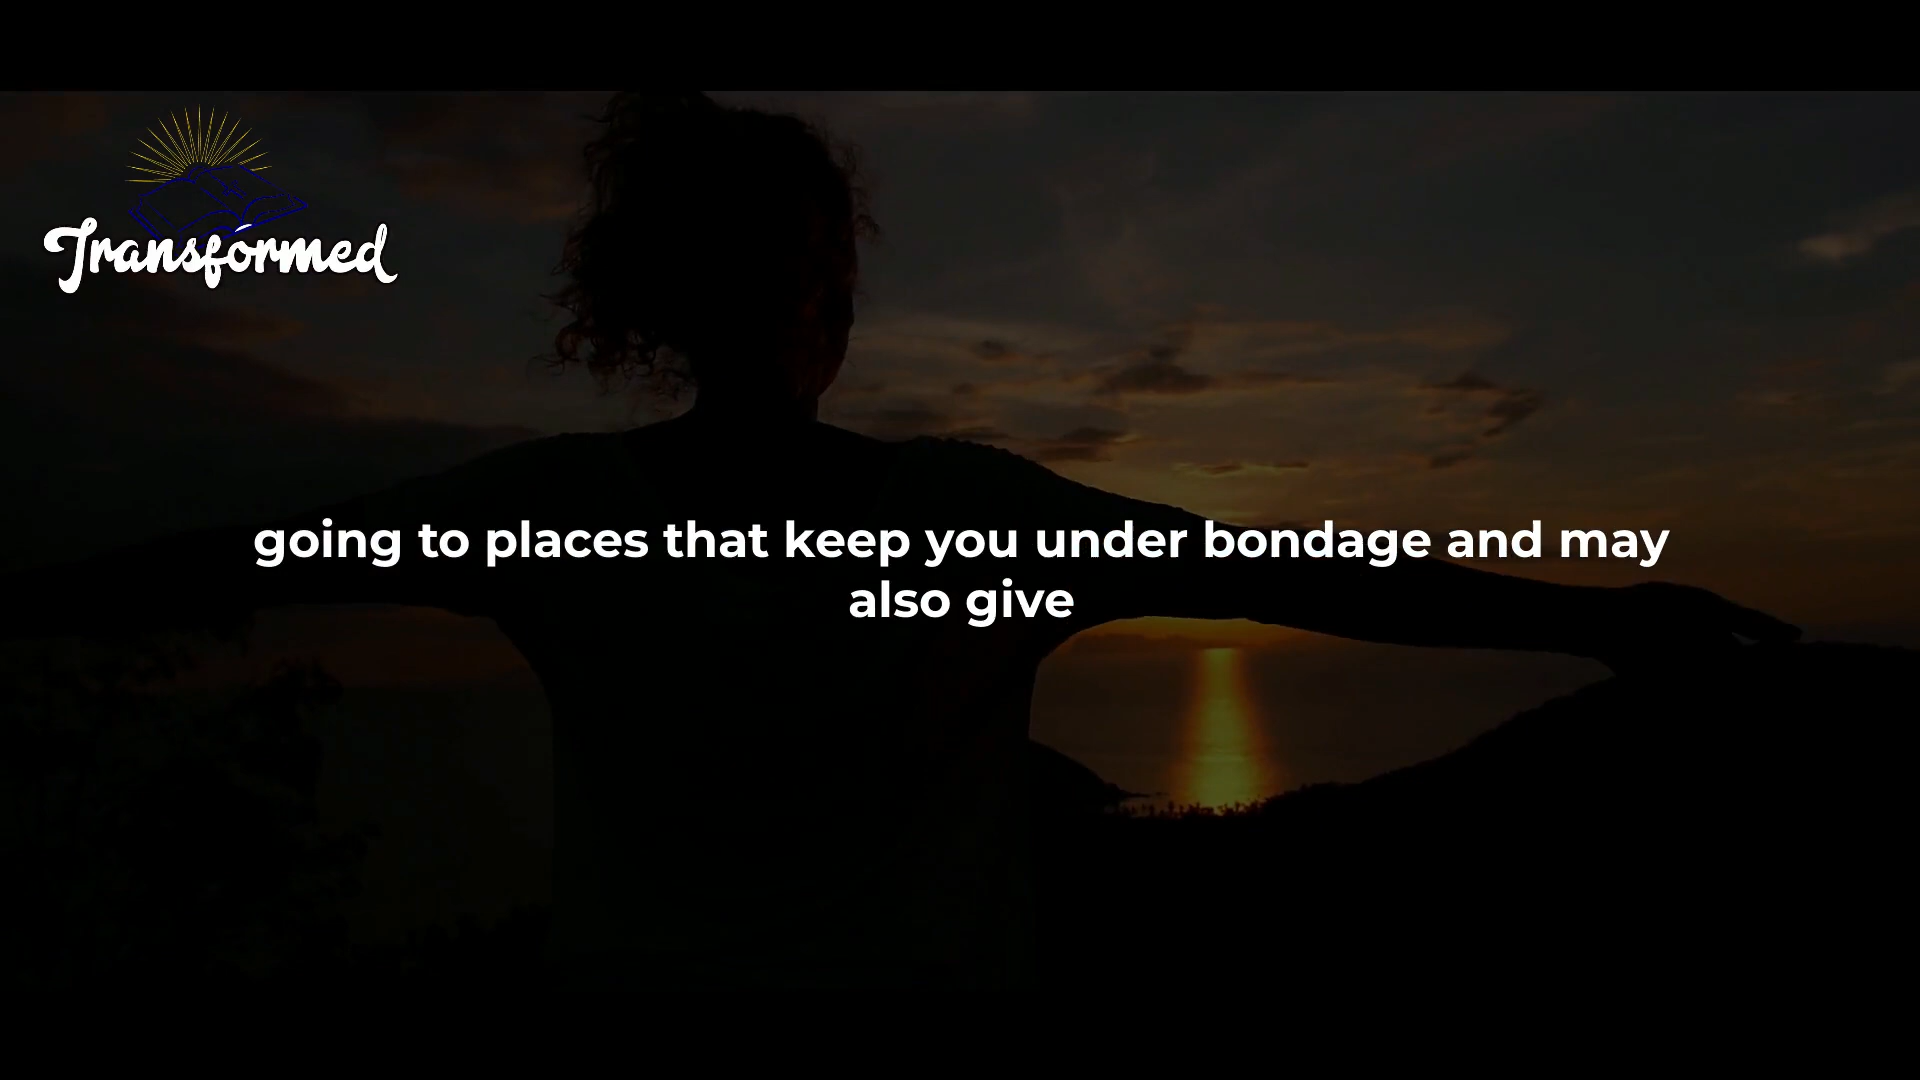 Transformed
going to places that keep you under bondage and may
also give